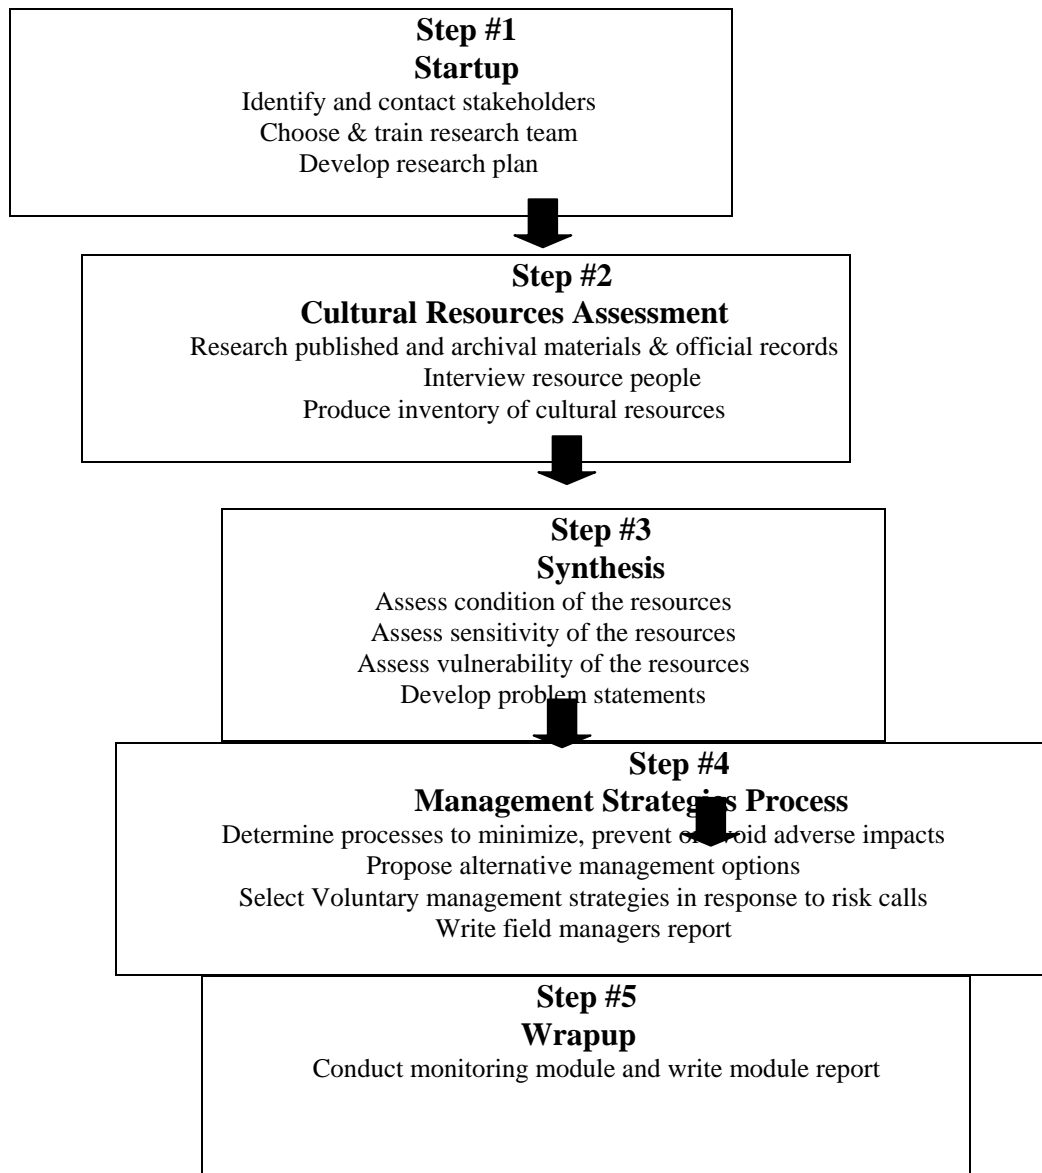 Step #1
Startup
Identify and contact stakeholders
Choose & train research team
Develop research plan
Step #2
Cultural Resources Assessment
Research published and archival materials & official records
Interview resource people
Produce inventory of cultural resources
Step #3
Synthesis
Assess condition of the resources
Assess sensitivity of the resources
Assess vulnerability of the resources
Develop problem statements
Step #4
Management Strategies Process
Determine processes to minimize, prevent or avoid adverse impacts
Propose alternative management options
Select Voluntary management strategies in response to risk calls
Write field managers report
Step #5
Wrapup
Conduct monitoring module and write module report